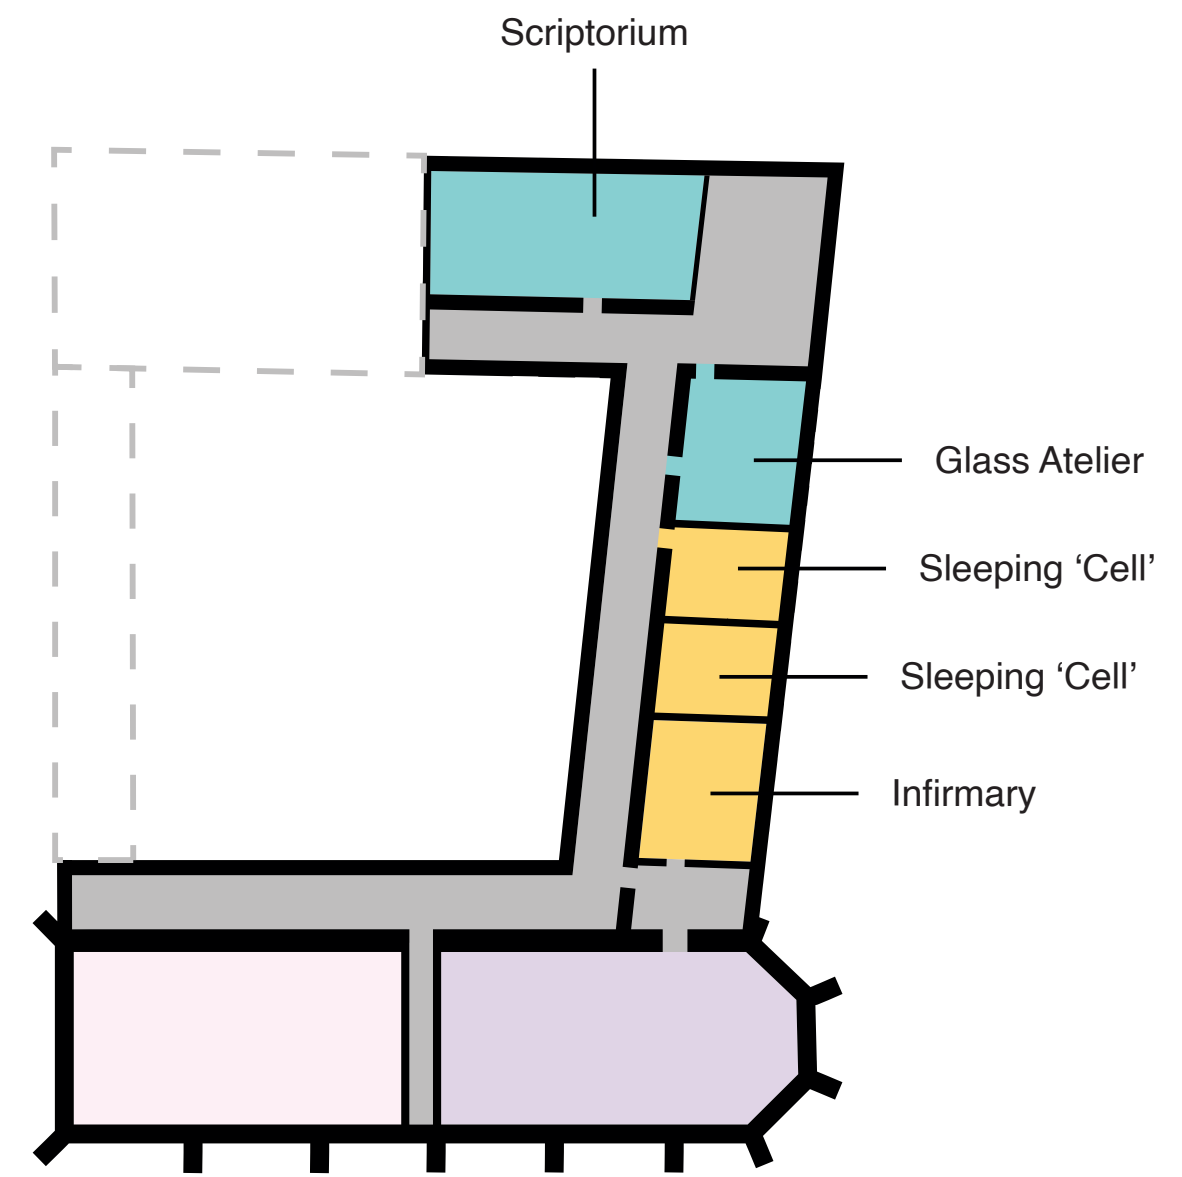 Scriptorium
Glass Atelier
Sleeping ‘Cell’
Sleeping ‘Cell’
Infirmary